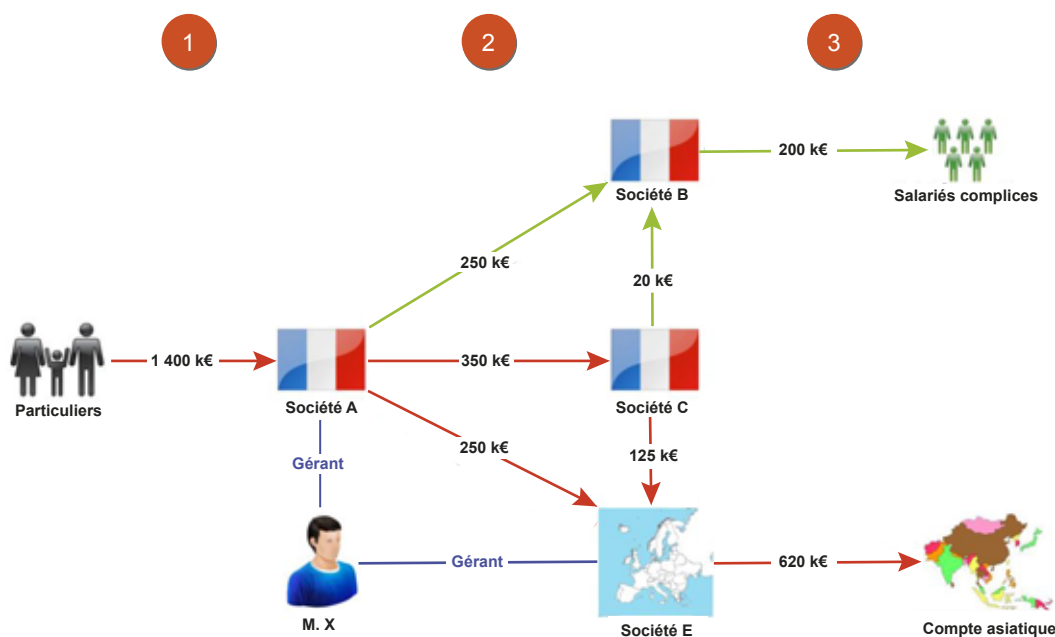 1
2
3
200 k€
Société B
Salariés complices
250 k€
20 k€
1 400 k€
350 k€
Particuliers
Société A
Société C
250 k€
125 k€
Gérant
Gérant
620 k€
M. X
Société E
Compte asiatique